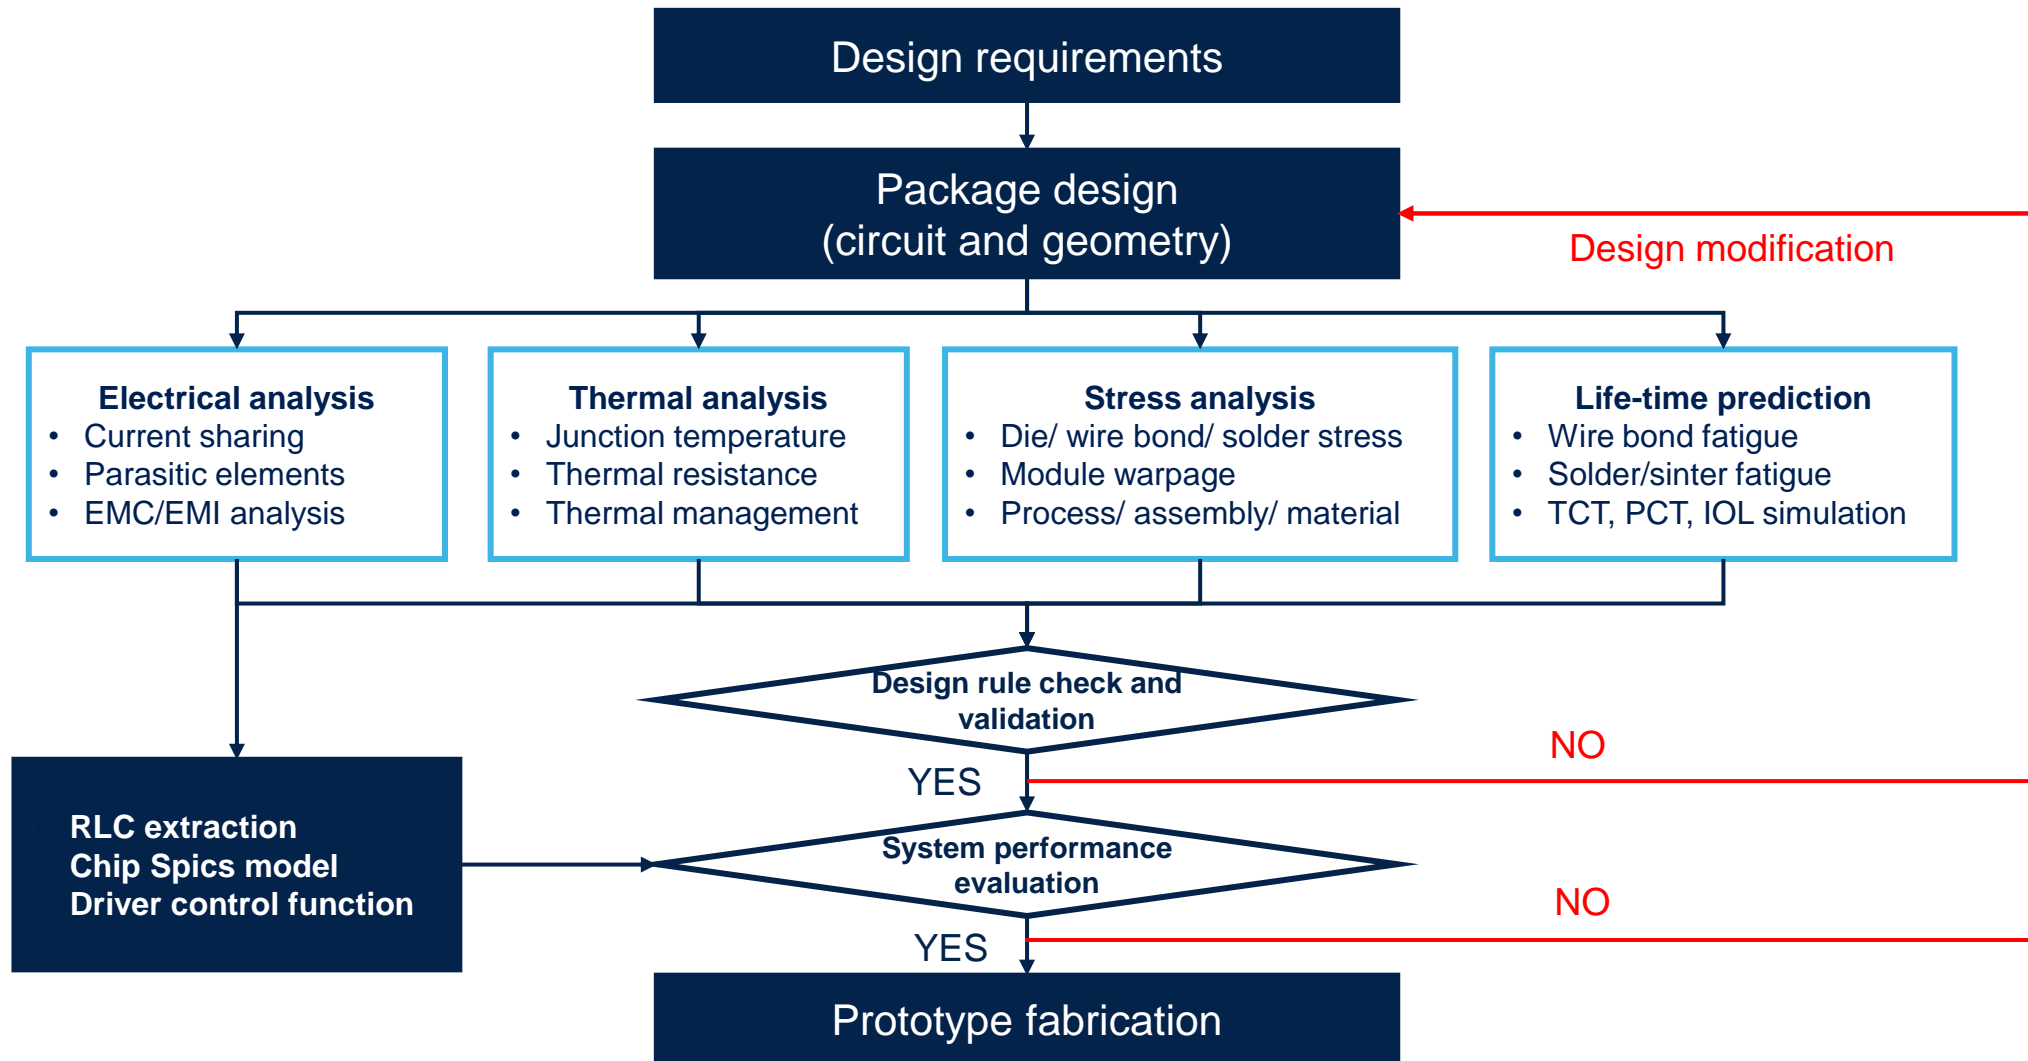 Design requirements
Package design
(circuit and geometry)
Design modification
Electrical analysis
• Current sharing
• Parasitic elements
• EMC/EMI analysis
Thermal analysis
• Junction temperature
• Thermal resistance
• Thermal management
Stress analysis
• Die/ wire bond/ solder stress
• Module warpage
• Process/ assembly/ material
Life-time prediction
• Wire bond fatigue
• Solder/sinter fatigue
• TCT, PCT, IOL simulation
Design rule check and
validation
NO
YES
RLC extraction
Chip Spics model
Driver control function
System performance
evaluation
NO
YES
Prototype fabrication